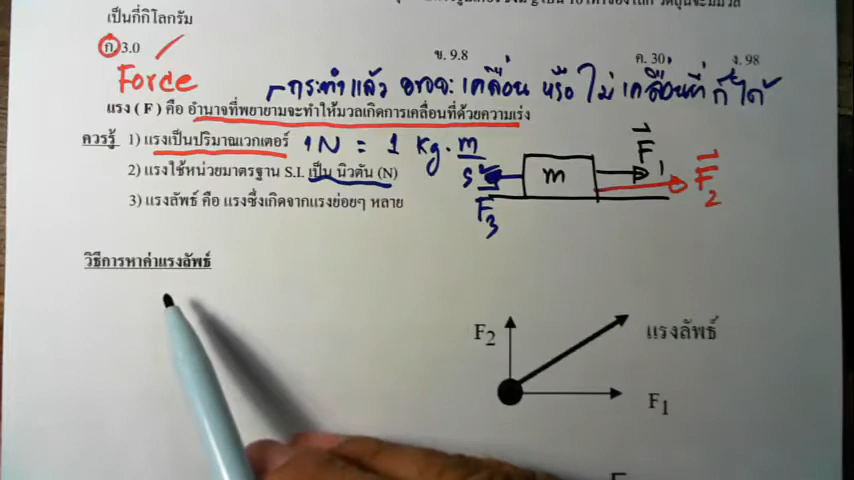 เป็นกี่กิโลกรัม
ก. 3.0 ข. 9.8 ค. 30 ง. 98
Force กระทำแล้ว อาจจะ เคลื่อน หรือ ไม่ เคลื่อนที่ ก็ ได้
แรง ( F ) คือ อำนาจที่พยายามจะทำให้มวลเกิดการเคลื่อนที่ด้วยความเร่ง
ควรรู้ 1) แรงเป็นปริมาณเวกเตอร์ 1N = 1 kg. m
2) แรงใช้หน่วยมาตรฐาน S.I. เป็น นิวตัน (N) s² m F₁ F₂
3) แรงลัพธ์ คือ แรงซึ่งเกิดจากแรงย่อยๆ หลาย F₃
วิธีการหาค่าแรงลัพธ์
F₂ แรงลัพธ์
F₁